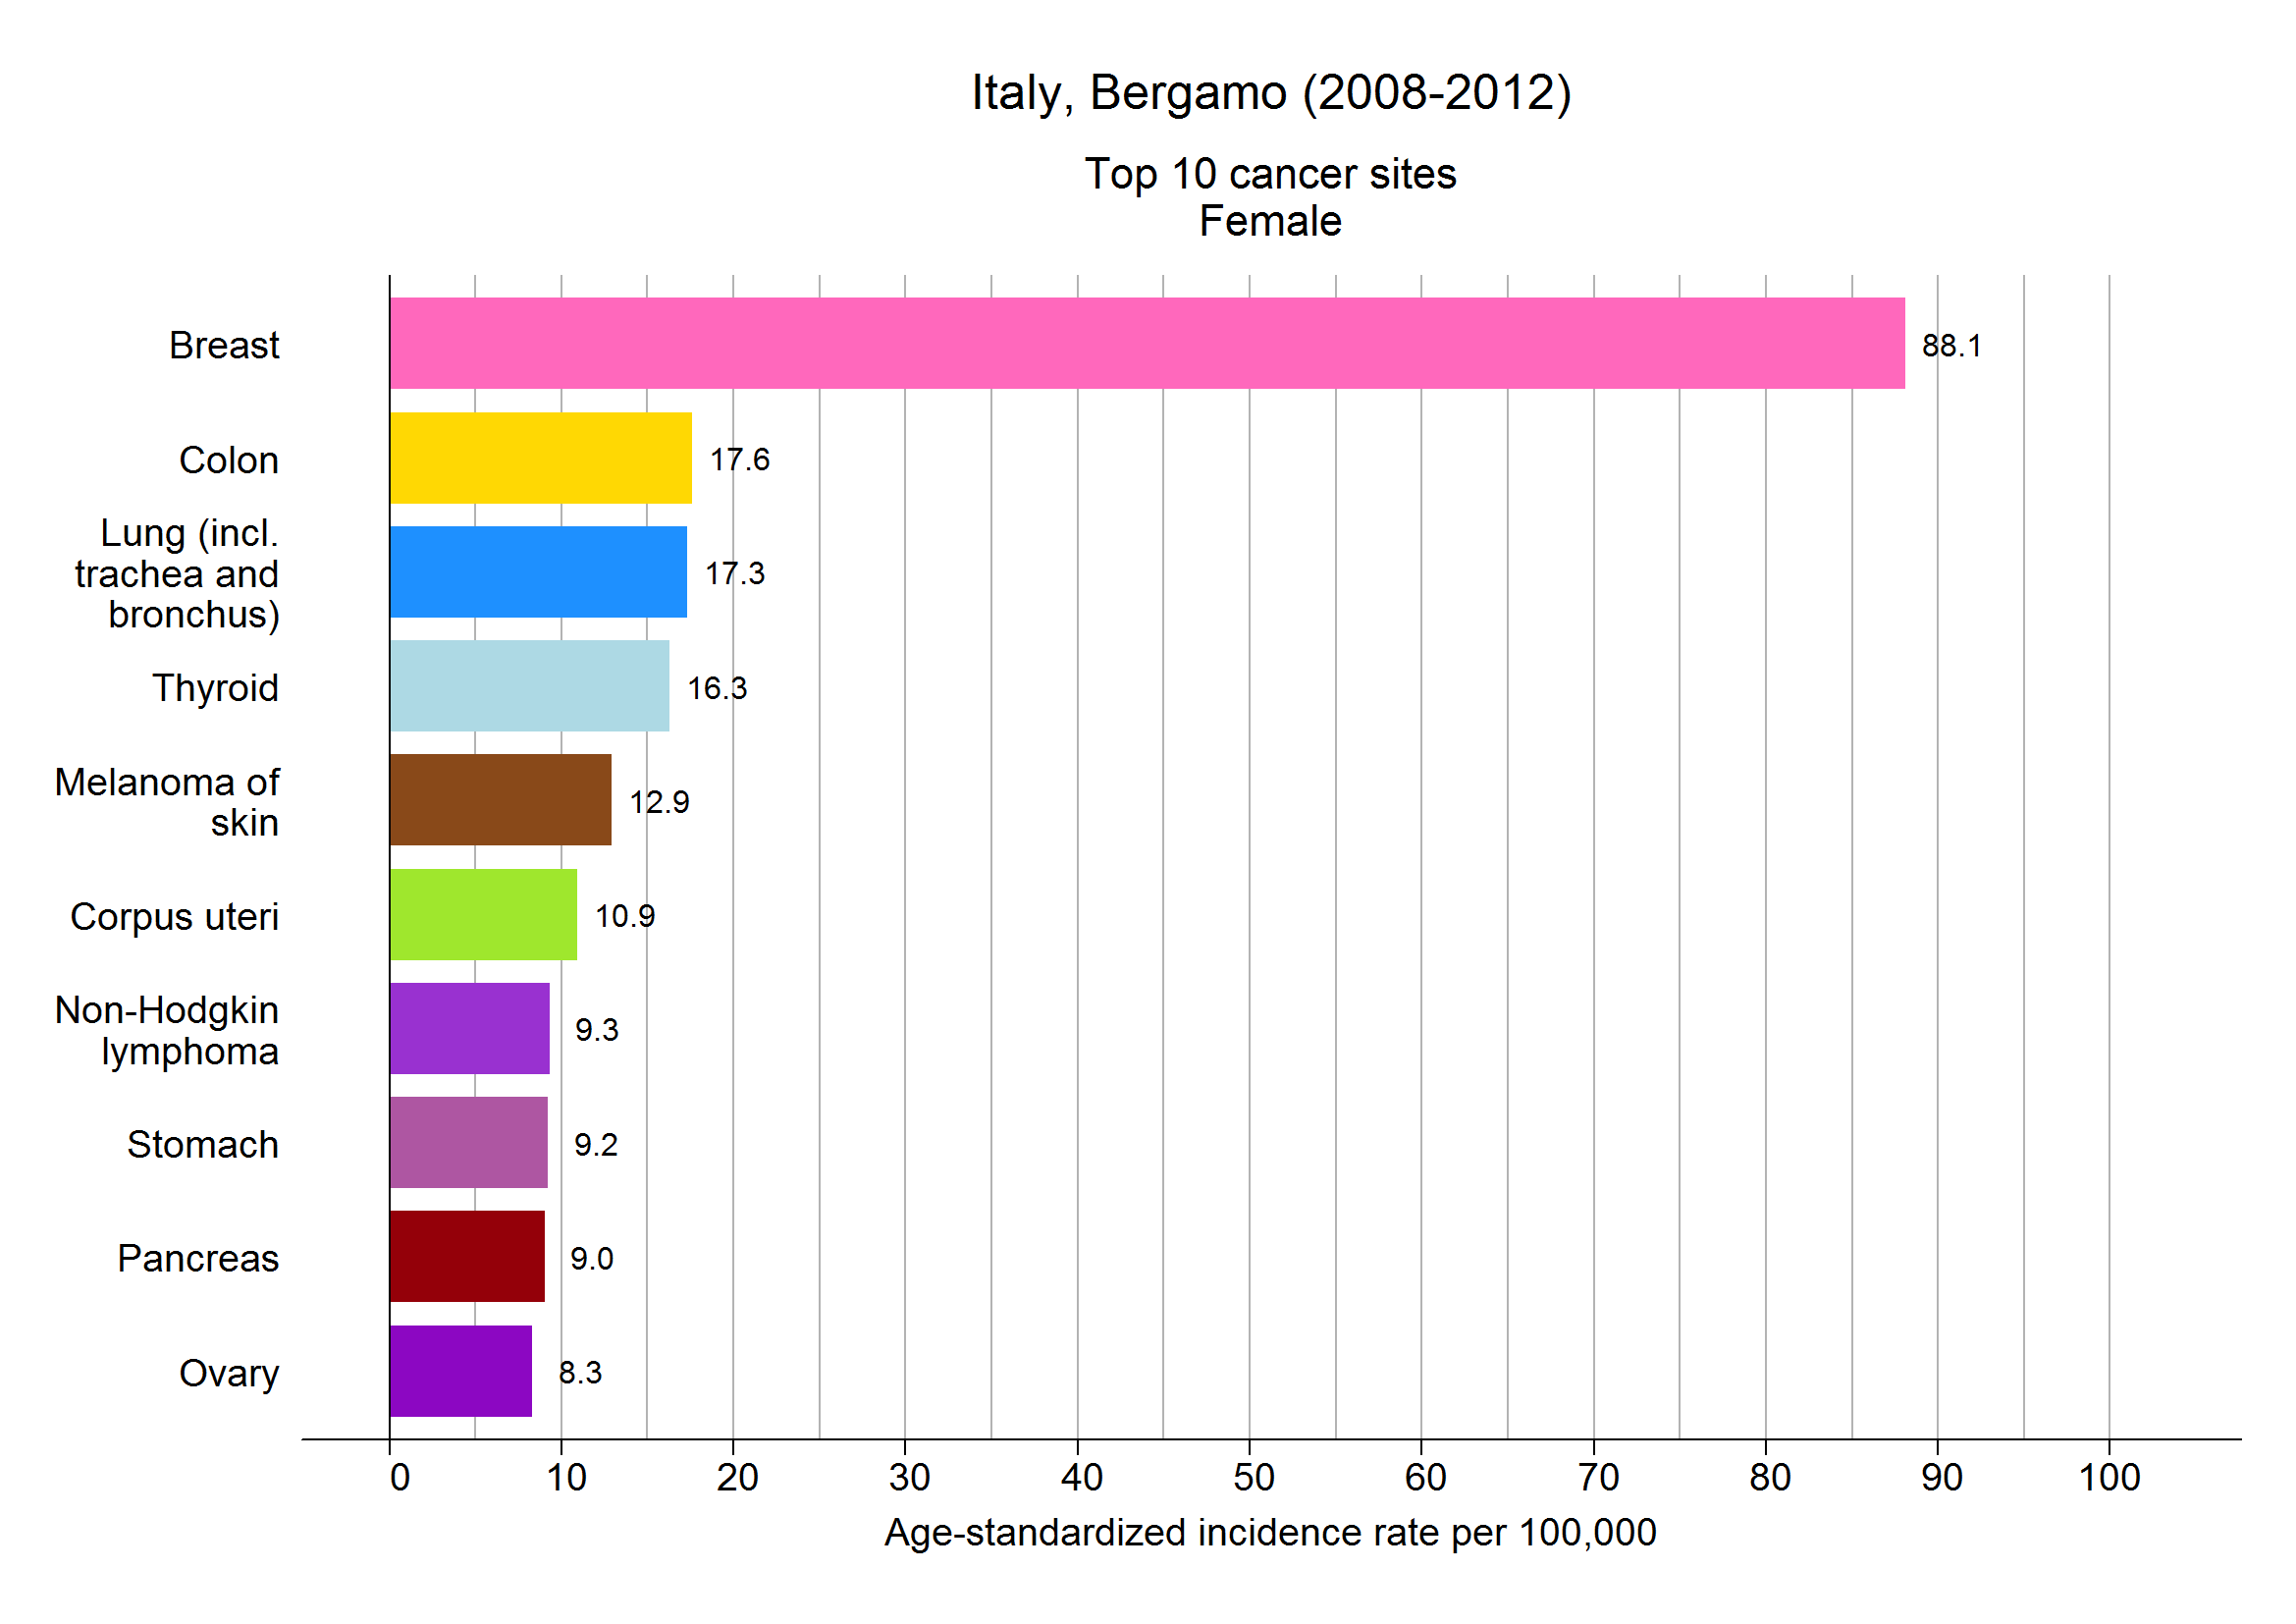 Italy, Bergamo (2008-2012)
Top 10 cancer sites
Female
Breast
88.1
Colon
17.6
Lung (incl.
trachea and
bronchus)
17.3
Thyroid
16.3
Melanoma of
skin
12.9
Corpus uteri
10.9
Non-Hodgkin
lymphoma
9.3
Stomach
9.2
Pancreas
9.0
Ovary
8.3
0 10 20 30 40 50 60 70 80 90 100
Age-standardized incidence rate per 100,000